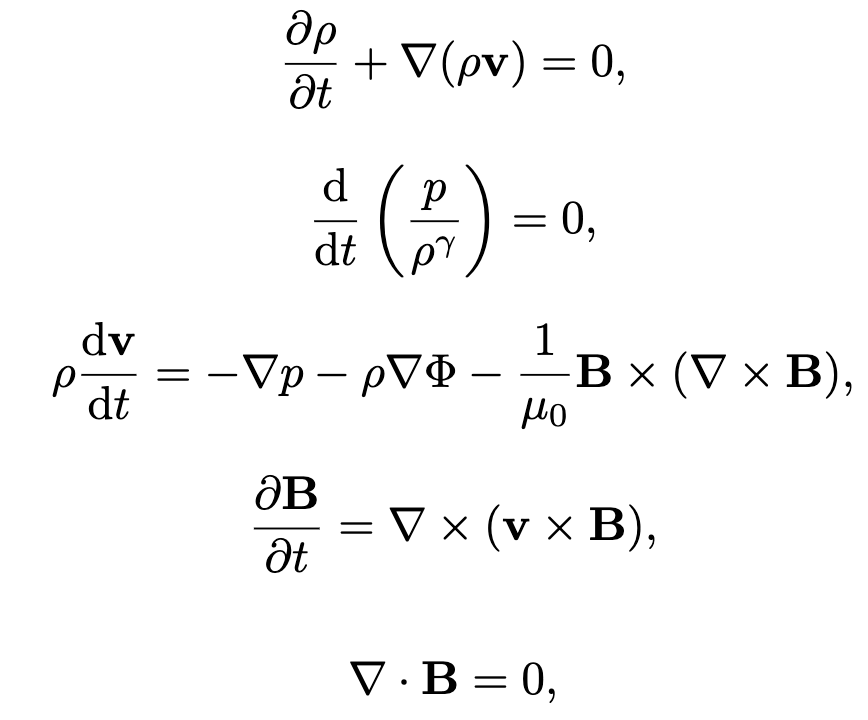 ∂ρ/∂t + ∇(ρ𝐯) = 0,
d/dt (p/ρ^γ) = 0,
ρ d𝐯/dt = −∇p − ρ∇Φ − 1/μ₀ 𝐁 × (∇ × 𝐁),
∂𝐁/∂t = ∇ × (𝐯 × 𝐁),
∇ · 𝐁 = 0,